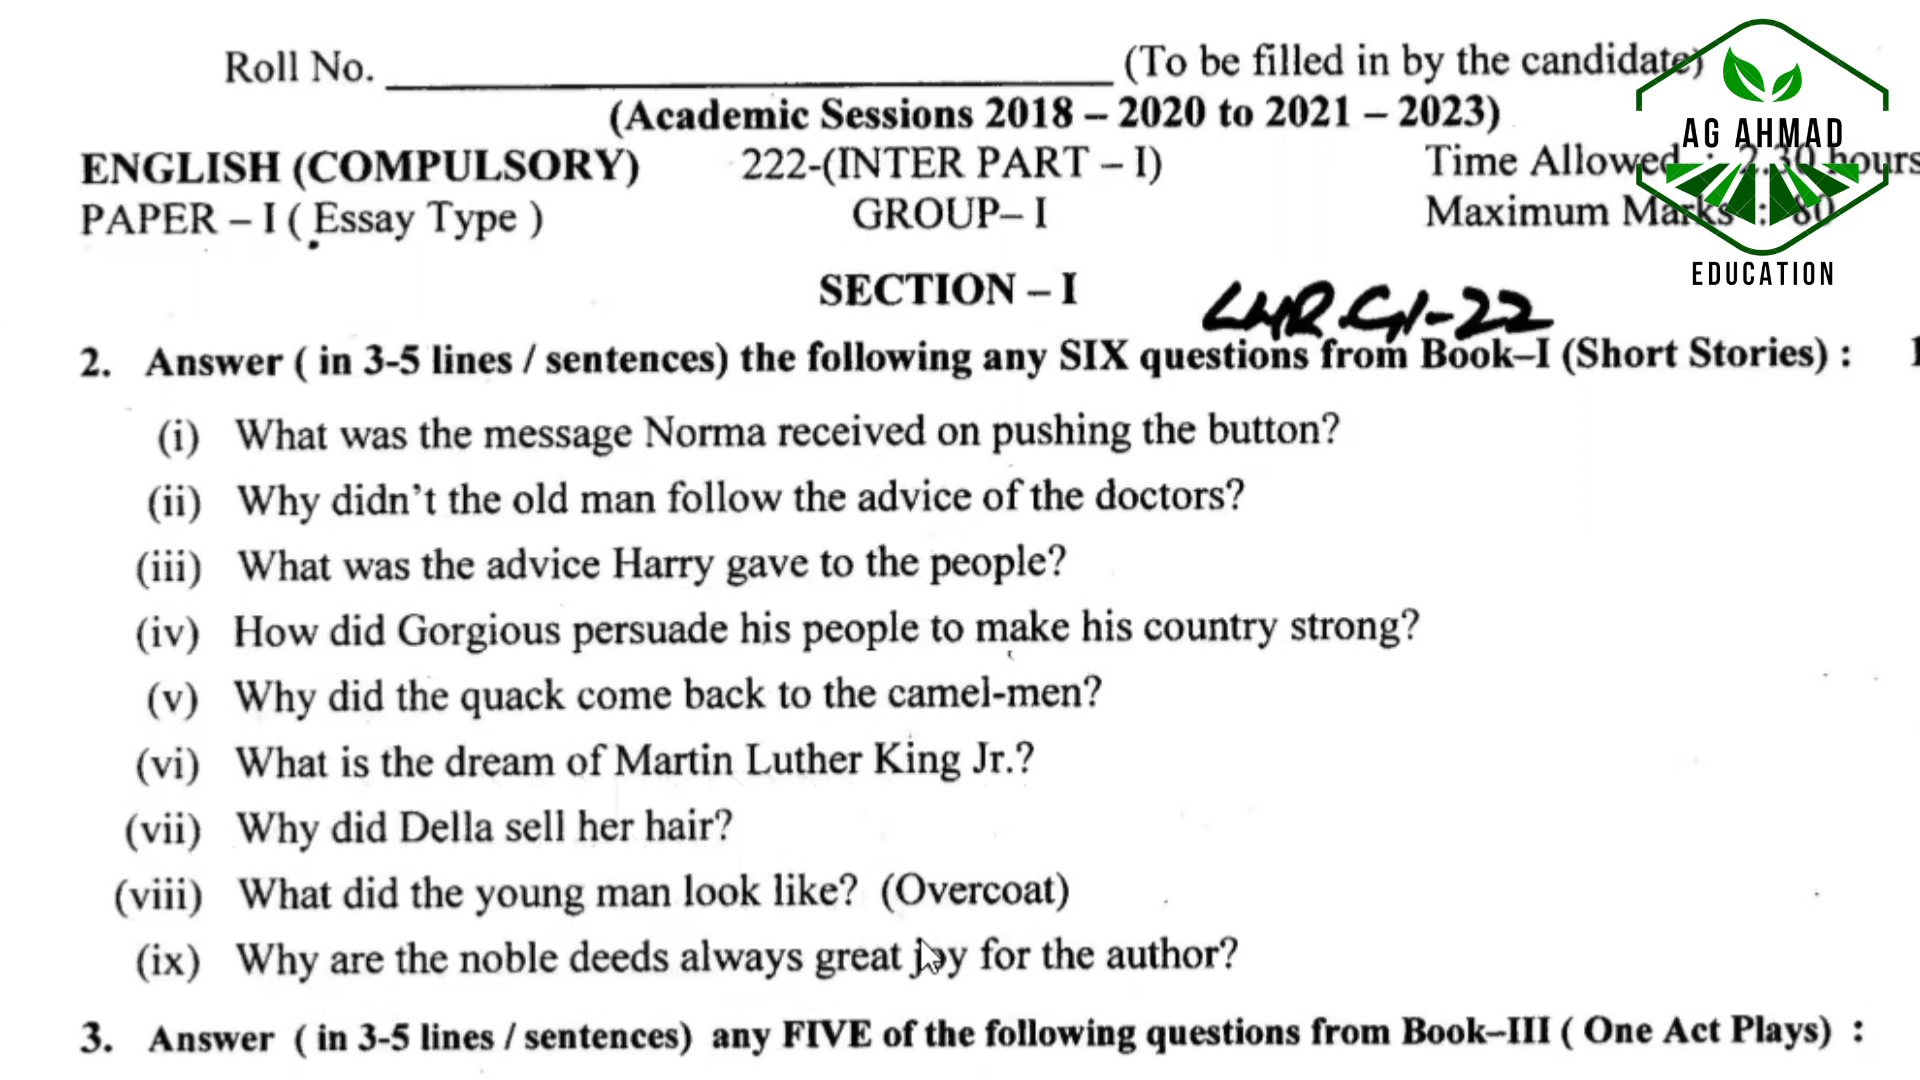 Roll No. (To be filled in by the candidate)
(Academic Sessions 2018 – 2020 to 2021 – 2023)
ENGLISH (COMPULSORY) 222-(INTER PART – I) Time Allowed : 2.30 hours
PAPER – I ( Essay Type ) GROUP– I Maximum Marks : 80
AG AHMAD
EDUCATION
SECTION – I
LHR-G1-22
2. Answer ( in 3-5 lines / sentences) the following any SIX questions from Book–I (Short Stories) :
(i) What was the message Norma received on pushing the button?
(ii) Why didn't the old man follow the advice of the doctors?
(iii) What was the advice Harry gave to the people?
(iv) How did Gorgious persuade his people to make his country strong?
(v) Why did the quack come back to the camel-men?
(vi) What is the dream of Martin Luther King Jr.?
(vii) Why did Della sell her hair?
(viii) What did the young man look like? (Overcoat)
(ix) Why are the noble deeds always great joy for the author?
3. Answer ( in 3-5 lines / sentences) any FIVE of the following questions from Book–III ( One Act Plays) :